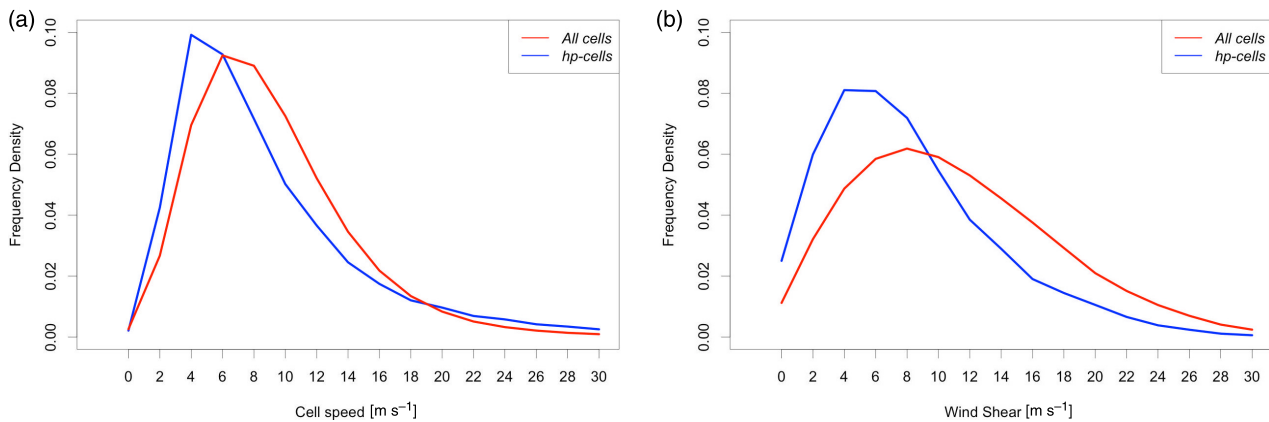 (a)
All cells
hp-cells
0.10
0.08
0.06
0.04
0.02
0.00
Frequency Density
0 2 4 6 8 10 12 14 16 18 20 22 24 26 28 30
Cell speed [m s⁻¹]
(b)
All cells
hp-cells
0.10
0.08
0.06
0.04
0.02
0.00
Frequency Density
0 2 4 6 8 10 12 14 16 18 20 22 24 26 28 30
Wind Shear [m s⁻¹]